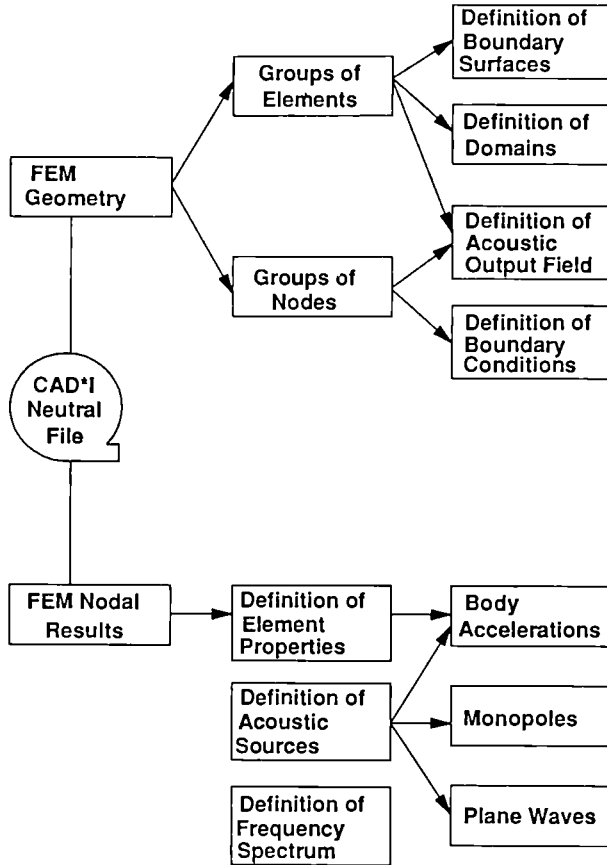 Definition of
Boundary
Surfaces
Groups of
Elements
Definition of
Domains
FEM
Geometry
Definition of
Acoustic
Output Field
Groups of
Nodes
Definition of
Boundary
Conditions
CAD*I
Neutral
File
FEM Nodal
Results
Definition of
Element
Properties
Body
Accelerations
Definition of
Acoustic
Sources
Monopoles
Definition of
Frequency
Spectrum
Plane Waves